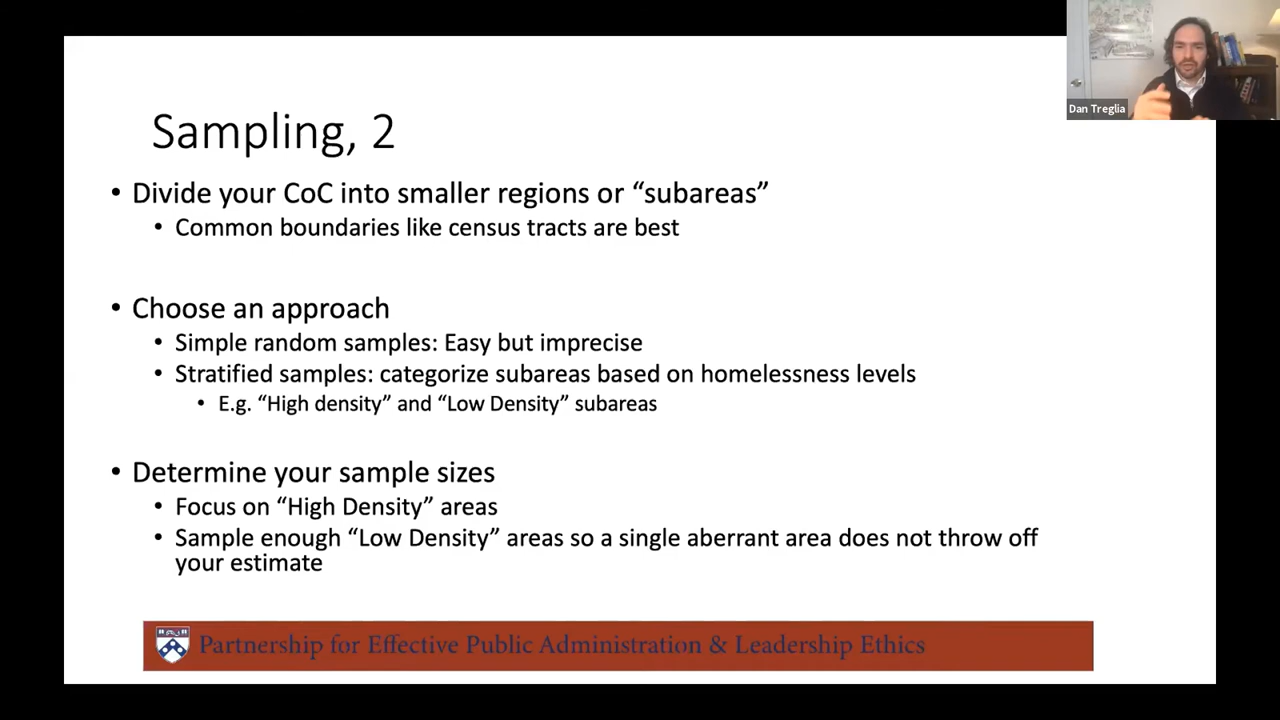 Dan Treglia
Sampling, 2
• Divide your CoC into smaller regions or “subareas”
• Common boundaries like census tracts are best
• Choose an approach
• Simple random samples: Easy but imprecise
• Stratified samples: categorize subareas based on homelessness levels
• E.g. “High density” and “Low Density” subareas
• Determine your sample sizes
• Focus on “High Density” areas
• Sample enough “Low Density” areas so a single aberrant area does not throw off
your estimate
Partnership for Effective Public Administration & Leadership Ethics